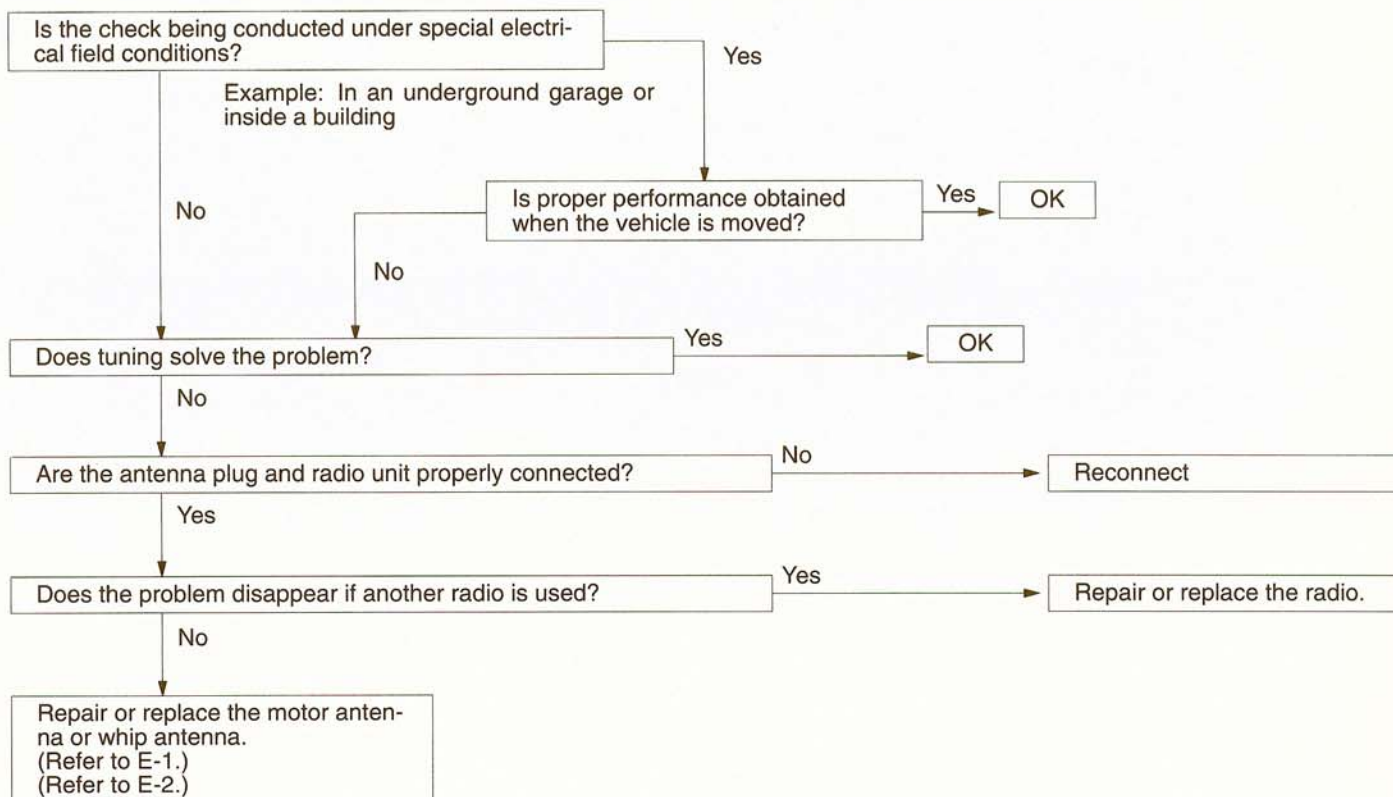 Is the check being conducted under special electri-
cal field conditions?
Yes
Example: In an underground garage or
inside a building
No
Is proper performance obtained
when the vehicle is moved?
Yes
OK
No
Does tuning solve the problem?
Yes
OK
No
Are the antenna plug and radio unit properly connected?
No
Reconnect
Yes
Does the problem disappear if another radio is used?
Yes
Repair or replace the radio.
No
Repair or replace the motor anten-
na or whip antenna.
(Refer to E-1.)
(Refer to E-2.)